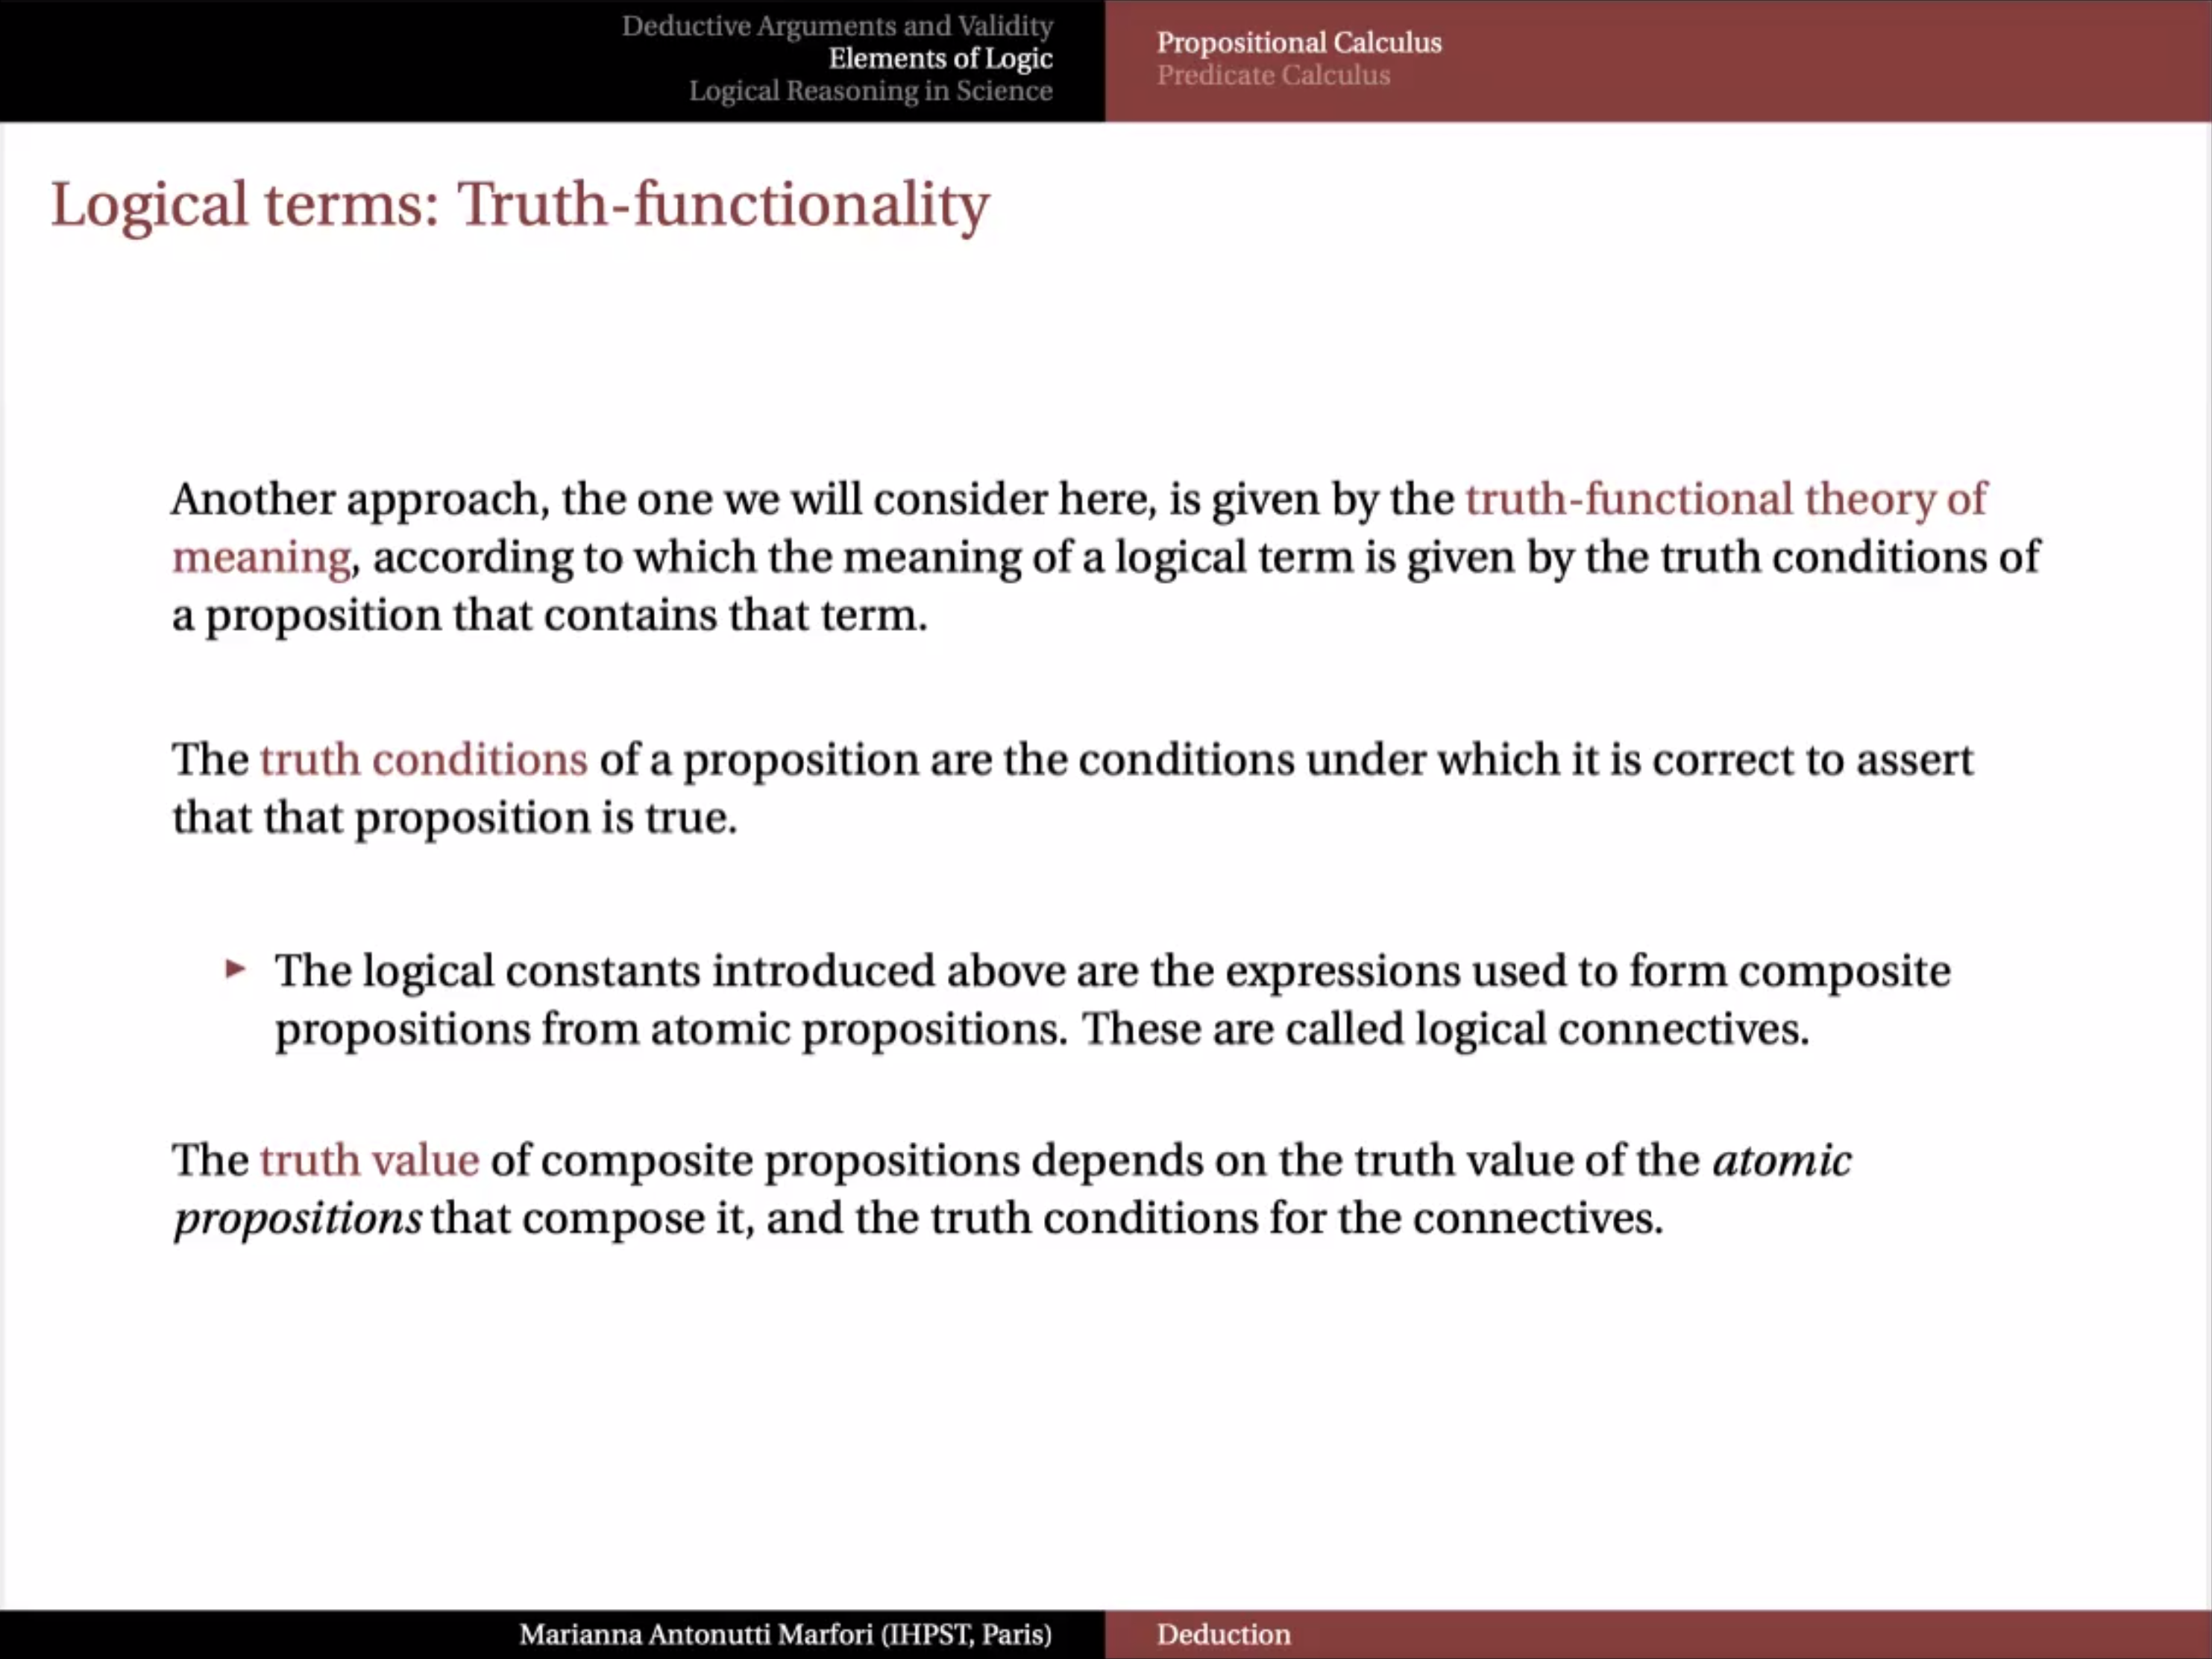 Deductive Arguments and Validity
Elements of Logic
Logical Reasoning in Science
Propositional Calculus
Predicate Calculus
Logical terms: Truth-functionality
Another approach, the one we will consider here, is given by the truth-functional theory of
meaning, according to which the meaning of a logical term is given by the truth conditions of
a proposition that contains that term.
The truth conditions of a proposition are the conditions under which it is correct to assert
that that proposition is true.
The logical constants introduced above are the expressions used to form composite
propositions from atomic propositions. These are called logical connectives.
The truth value of composite propositions depends on the truth value of the atomic
propositions that compose it, and the truth conditions for the connectives.
Marianna Antonutti Marfori (IHPST, Paris)
Deduction